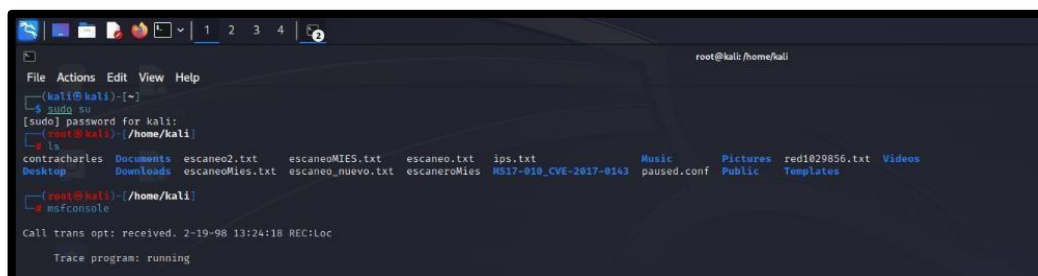 1 2 3 4 2
root@kali: /home/kali
File Actions Edit View Help
(kali㉿kali)-[~]
$ sudo su
[sudo] password for kali:
(root㉿kali)-[/home/kali]
# ls
contracharles Documents escaneo2.txt escaneoMIES.txt escaneo.txt ips.txt Music Pictures red1029856.txt Videos
Desktop Downloads escaneoMies.txt escaneo_nuevo.txt escaneroMies MS17-010_CVE-2017-0143 paused.conf Public Templates
(root㉿kali)-[/home/kali]
# msfconsole
Call trans opt: received. 2-19-98 13:24:18 REC:Loc
Trace program: running